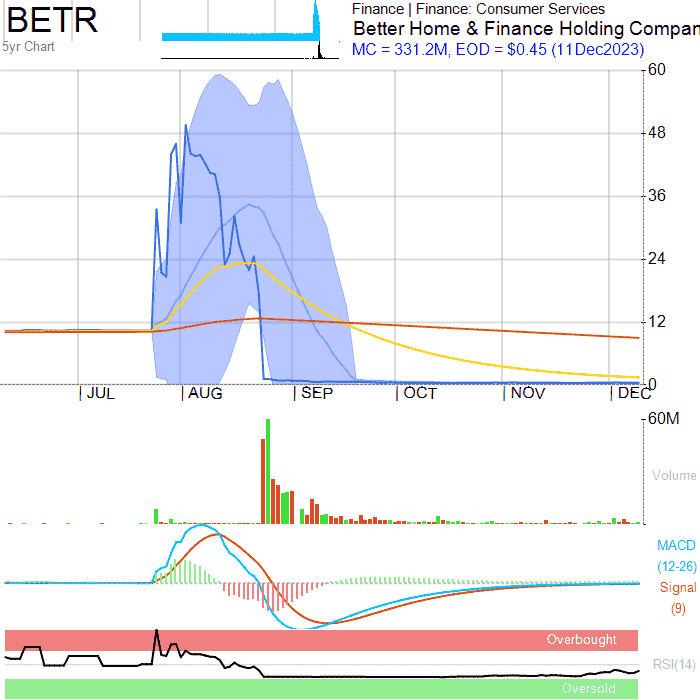 BETR
5yr Chart
Finance | Finance: Consumer Services
Better Home & Finance Holding Compan
MC = 331.2M, EOD = $0.45 (11Dec2023)
60
48
36
24
12
0
JUL AUG SEP OCT NOV DEC
60M
Volume
MACD
(12-26)
Signal
(9)
Overbought
RSI(14)
Oversold